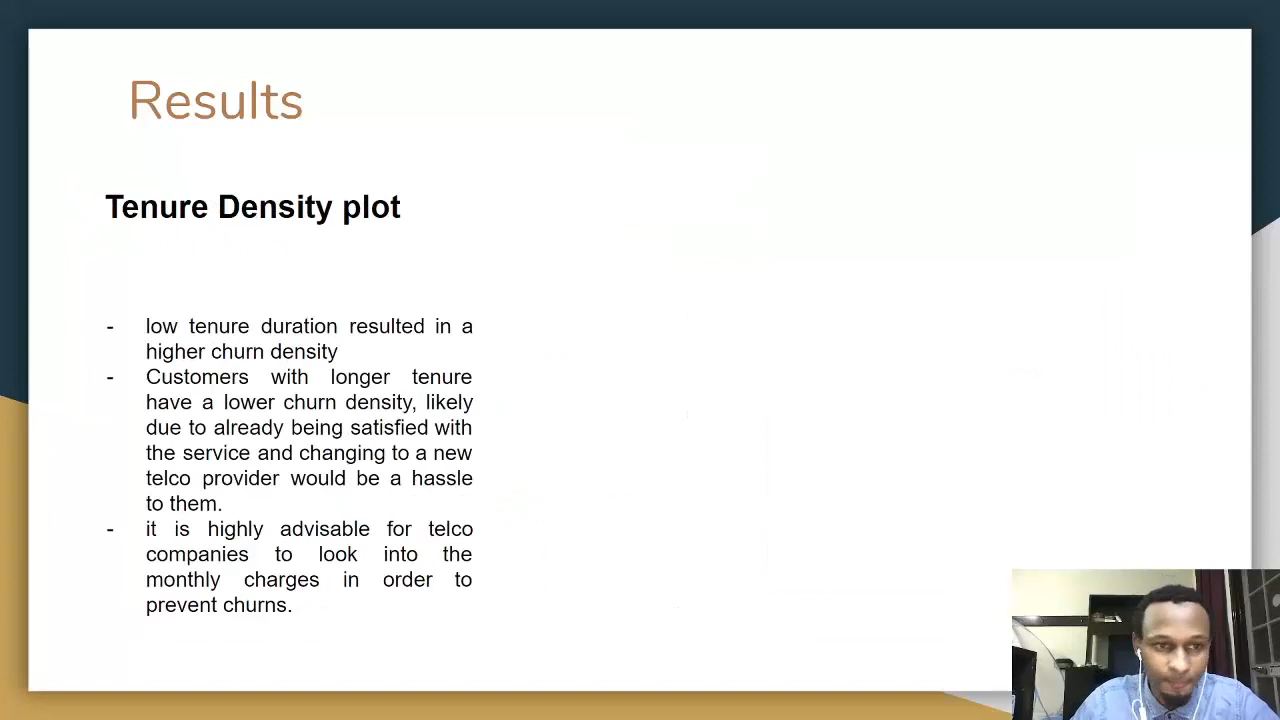 Results
Tenure Density plot
- low tenure duration resulted in a
higher churn density
- Customers with longer tenure
have a lower churn density, likely
due to already being satisfied with
the service and changing to a new
telco provider would be a hassle
to them.
- it is highly advisable for telco
companies to look into the
monthly charges in order to
prevent churns.